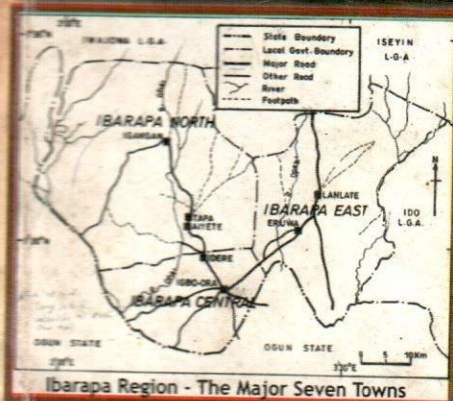 State Boundary
Local Govt. Boundary
Major Road
Other Road
River
Footpath
IWAJOWA L.G.A.
ISEYIN
L-G-A
IBARAPA NORTH
IGANGAN
TAPA
AIYETE
IDERE
IGBO-ORA
IBARAPA CENTRAL
LANLATE
IBARAPA EAST
ERUWA
N
IDO
L.G.A.
OGUN STATE
OGUN STATE
0 5 10Km
Ibarapa Region - The Major Seven Towns